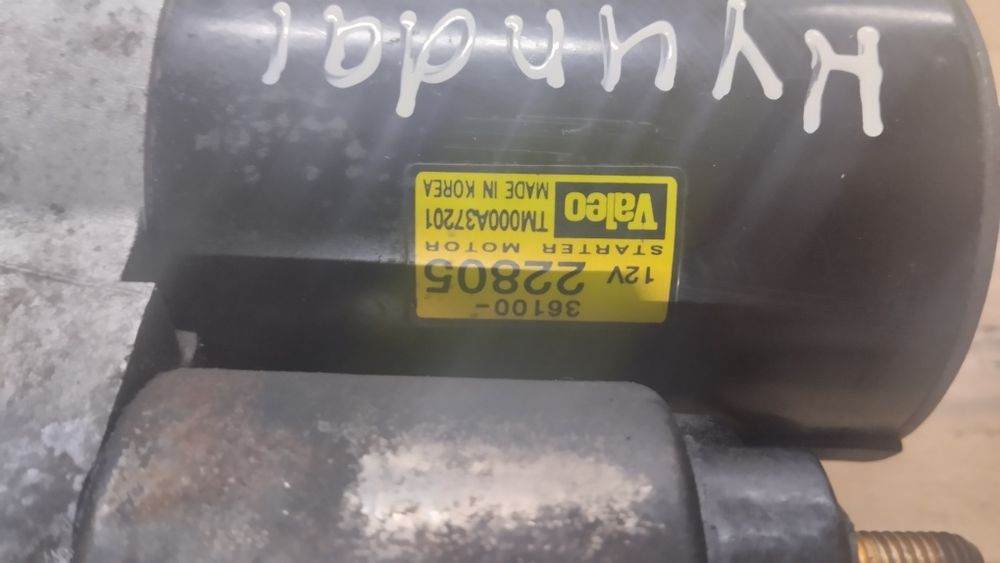 Hyundai
36100-
12V 22805
STARTER MOTOR
Valeo TM000A37201
MADE IN KOREA